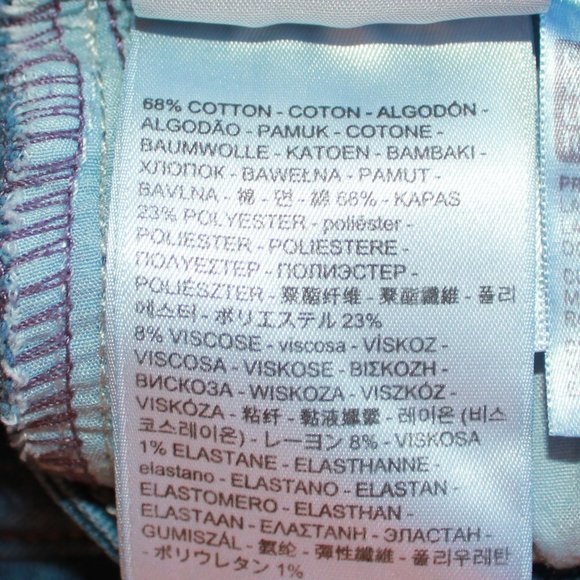 68% COTTON - COTON - ALGODÓN -
ALGODÃO - PAMUK - COTONE -
BAUMWOLLE - KATOEN - BAMBAKI -
ХЛОПОК - BAWEŁNA - PAMUT -
BAVLNA - 棉 - 면 - 綿 68% - KAPAS
23% POLYESTER - poliéster -
POLIESTER - POLIESTERE -
ΠΟΛΥΕΣΤΕΡ - ПОЛИЭСТЕР -
POLIÉSZTER - 聚酯纤维 - 聚酯纖維 - 폴리
에스터 - ポリエステル 23%
8% VISCOSE - viscosa - VİSKOZ -
VISCOSA - VISKOSE - ΒΙΣΚΟΖΗ -
ВИСКОЗА - WISKOZA - VISZKÓZ -
VISKÓZA - 粘纤 - 黏液嫘縈 - 레이온 (비스
코스레이온) - レーヨン 8% - VISKOSA
1% ELASTANE - ELASTHANNE -
elastano - ELASTANO - ELASTAN -
ELASTOMERO - ELASTHAN -
ELASTAAN - ΕΛΑΣΤΑΝΗ - ЭЛАСТАН -
GUMISZÁL - 氨纶 - 彈性纖維 - 폴리우레탄
- ポリウレタン 1%